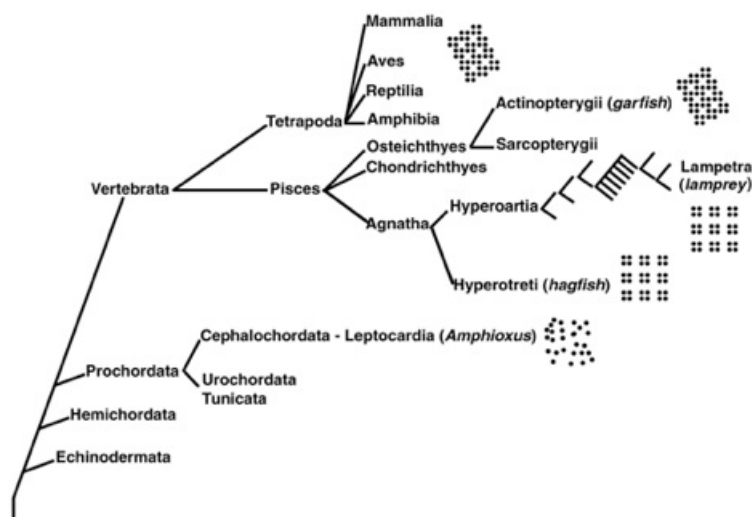 Mammalia
Aves
Reptilia
Tetrapoda
Amphibia
Actinopterygii (garfish)
Osteichthyes
Sarcopterygii
Chondrichthyes
Lampetra
(lamprey)
Vertebrata
Pisces
Hyperoartia
Agnatha
Hyperotreti (hagfish)
Cephalochordata - Leptocardia (Amphioxus)
Prochordata
Urochordata
Tunicata
Hemichordata
Echinodermata